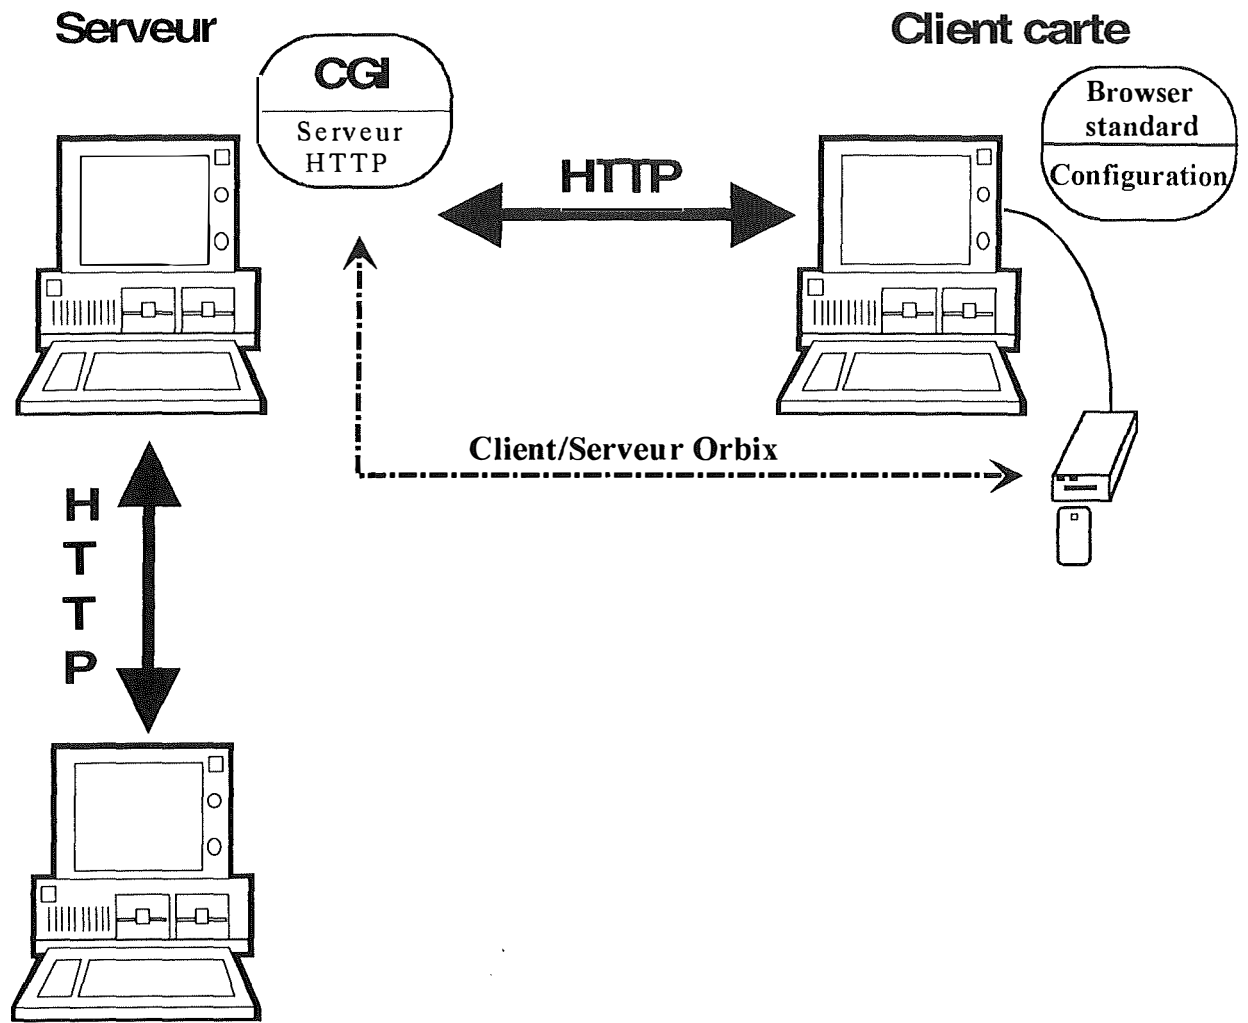 Serveur
CGI
Serveur
HTTP
HTTP
Client carte
Browser
standard
Configuration
Client/Serveur Orbix
H
T
T
P